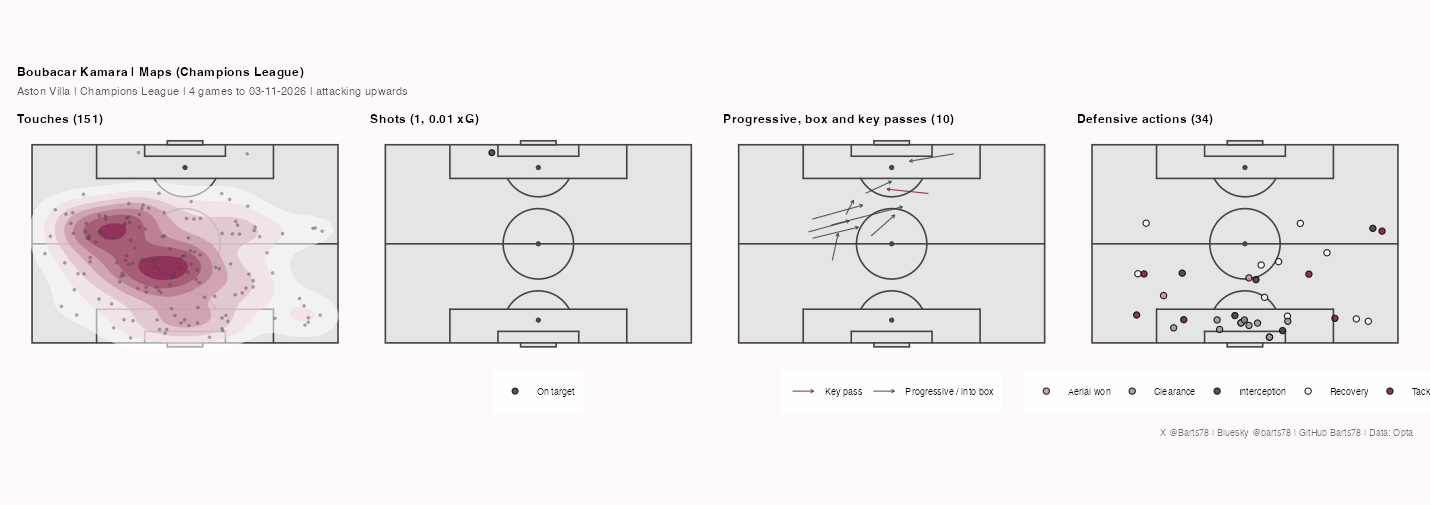 Boubacar Kamara | Maps (Champions League)
Aston Villa | Champions League | 4 games to 03-11-2026 | attacking upwards
Touches (151)
Shots (1, 0.01 xG)
Progressive, box and key passes (10)
Defensive actions (34)
On target
Key pass
Progressive / into box
Aerial won
Clearance
Interception
Recovery
Tack
X @Barts78 | Bluesky @barts78 | GitHub Barts78 | Data: Opta